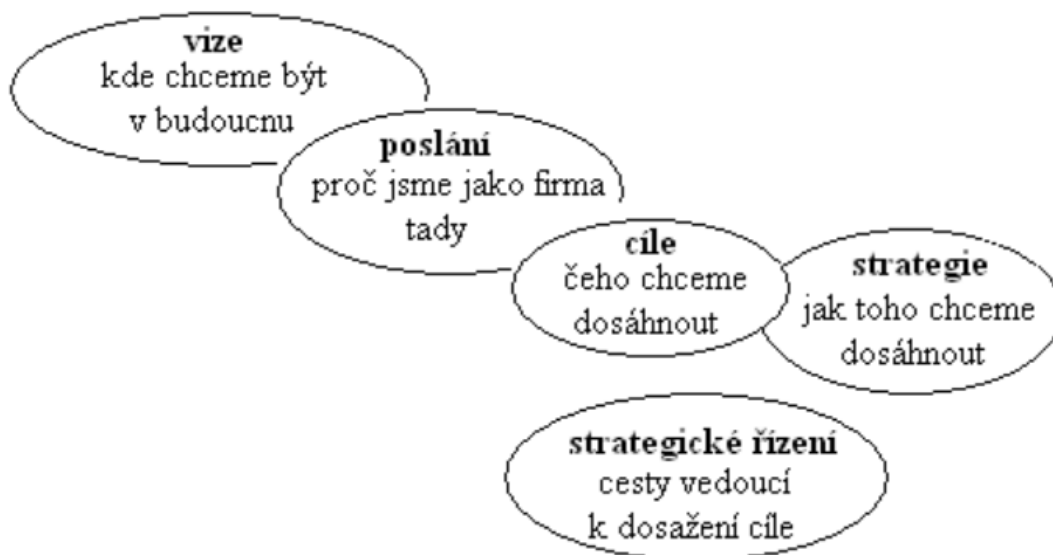 vize
kde chceme být
v budoucnu
poslání
proč jsme jako firma
tady
cíle
čeho chceme
dosáhnout
strategie
jak toho chceme
dosáhnout
strategické řízení
cesty vedoucí
k dosažení cíle